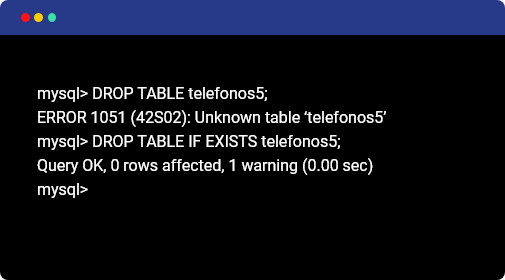 mysql> DROP TABLE telefonos5;
ERROR 1051 (42S02): Unknown table ‘telefonos5’
mysql> DROP TABLE IF EXISTS telefonos5;
Query OK, 0 rows affected, 1 warning (0.00 sec)
mysql>